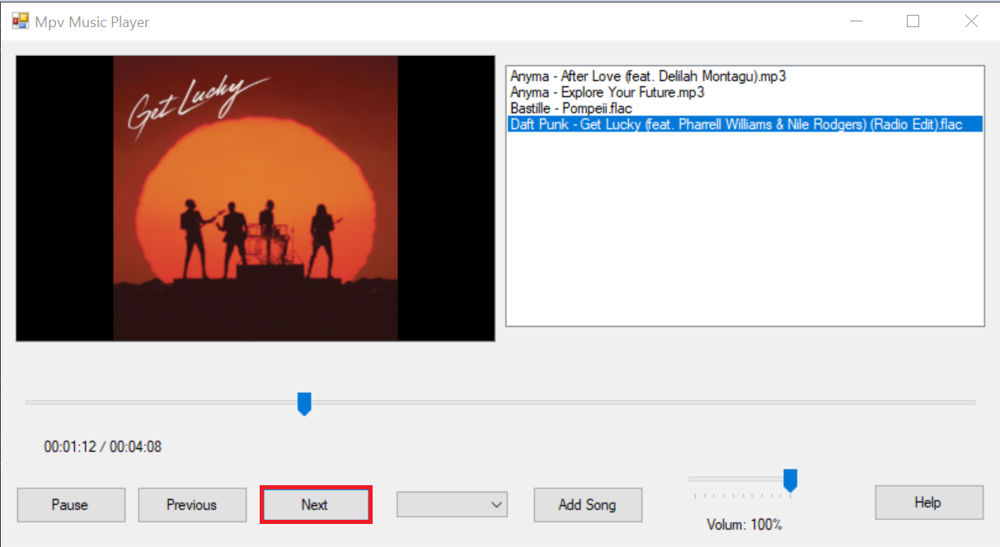 Mpv Music Player
Get Lucky
Anyma - After Love (feat. Delilah Montagu).mp3
Anyma - Explore Your Future.mp3
Bastille - Pompeii.flac
Daft Punk - Get Lucky (feat. Pharrell Williams & Nile Rodgers) (Radio Edit).flac
00:01:12 / 00:04:08
Pause
Previous
Next
Add Song
Volum: 100%
Help